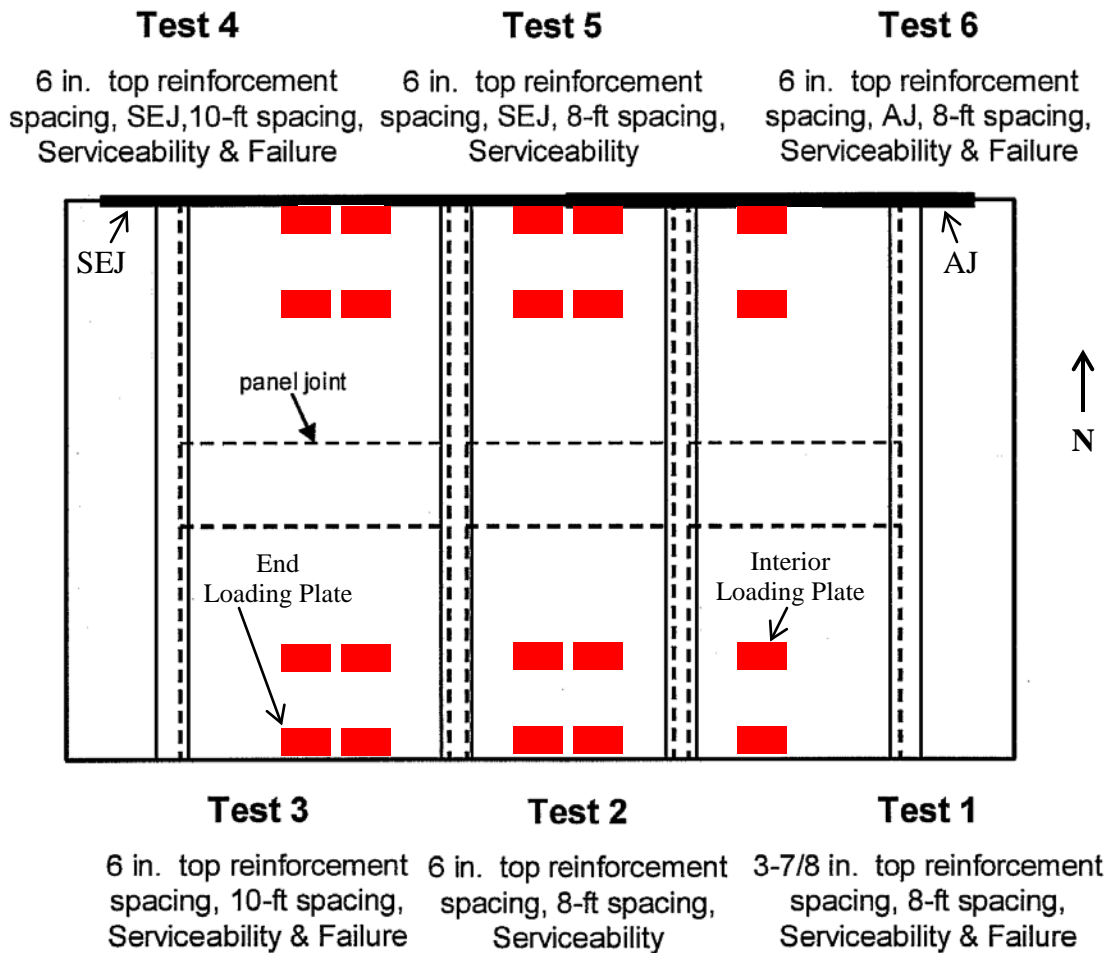 Test 4
6 in. top reinforcement
spacing, SEJ,10-ft spacing,
Serviceability & Failure
Test 5
6 in. top reinforcement
spacing, SEJ, 8-ft spacing,
Serviceability
Test 6
6 in. top reinforcement
spacing, AJ, 8-ft spacing,
Serviceability & Failure
SEJ
AJ
panel joint
N
End
Loading Plate
Interior
Loading Plate
Test 3
6 in. top reinforcement
spacing, 10-ft spacing,
Serviceability & Failure
Test 2
6 in. top reinforcement
spacing, 8-ft spacing,
Serviceability
Test 1
3-7/8 in. top reinforcement
spacing, 8-ft spacing,
Serviceability & Failure